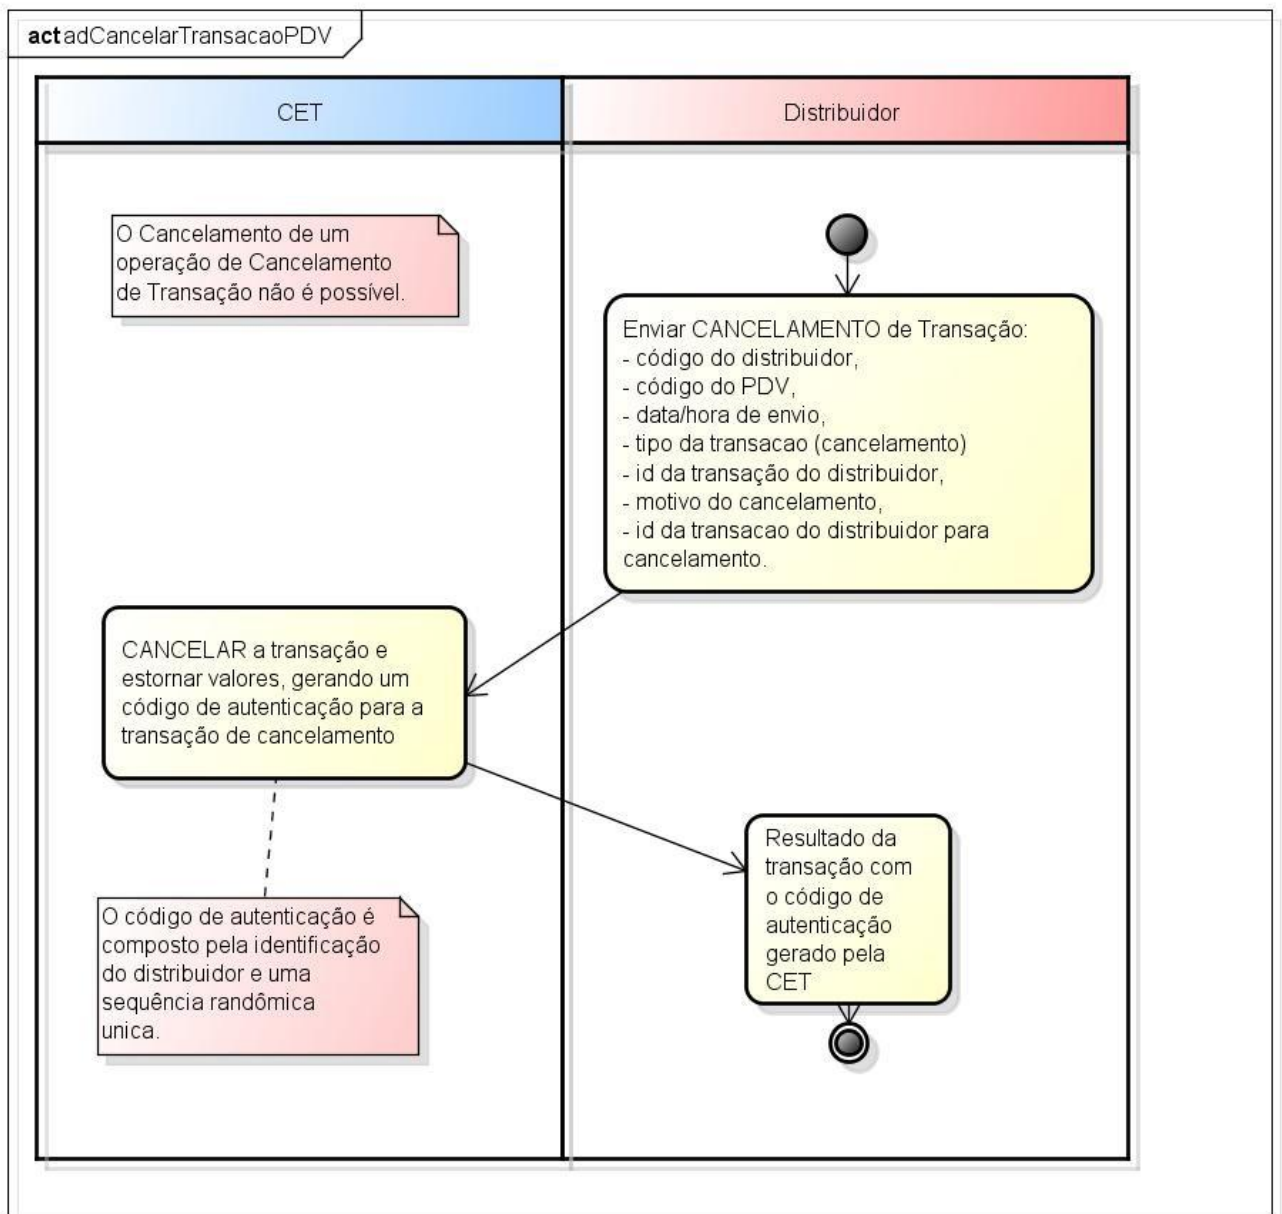 act adCancelarTransacaoPDV
CET
Distribuidor
O Cancelamento de um
operação de Cancelamento
de Transação não é possível.
Enviar CANCELAMENTO de Transação:
- código do distribuidor,
- código do PDV,
- data/hora de envio,
- tipo da transacao (cancelamento)
- id da transação do distribuidor,
- motivo do cancelamento,
- id da transacao do distribuidor para
cancelamento.
CANCELAR a transação e
estornar valores, gerando um
código de autenticação para a
transação de cancelamento
Resultado da
transação com
o código de
autenticação
gerado pela
CET
O código de autenticação é
composto pela identificação
do distribuidor e uma
sequência randômica
unica.